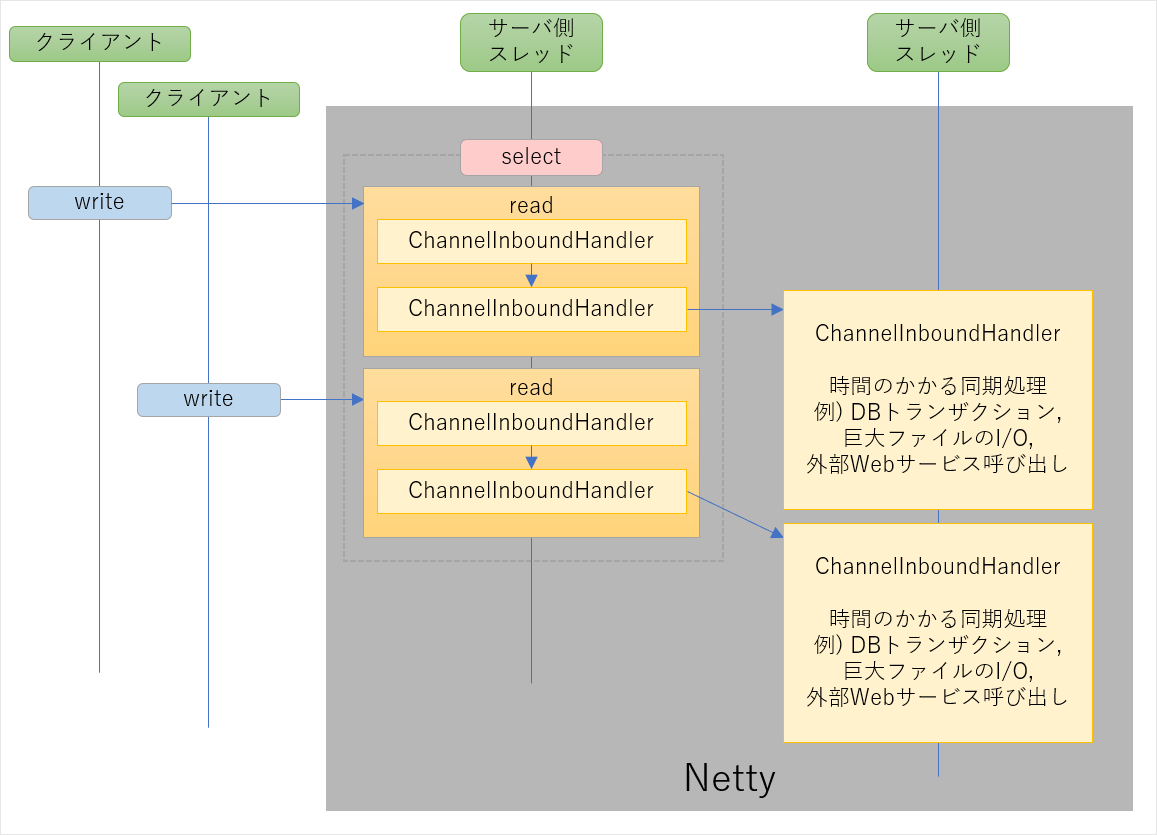 クライアント
クライアント
サーバ側
スレッド
サーバ側
スレッド
select
write
read
ChannelInboundHandler
ChannelInboundHandler
write
read
ChannelInboundHandler
ChannelInboundHandler
ChannelInboundHandler
時間のかかる同期処理
例) DBトランザクション,
巨大ファイルのI/O,
外部Webサービス呼び出し
ChannelInboundHandler
時間のかかる同期処理
例) DBトランザクション,
巨大ファイルのI/O,
外部Webサービス呼び出し
Netty